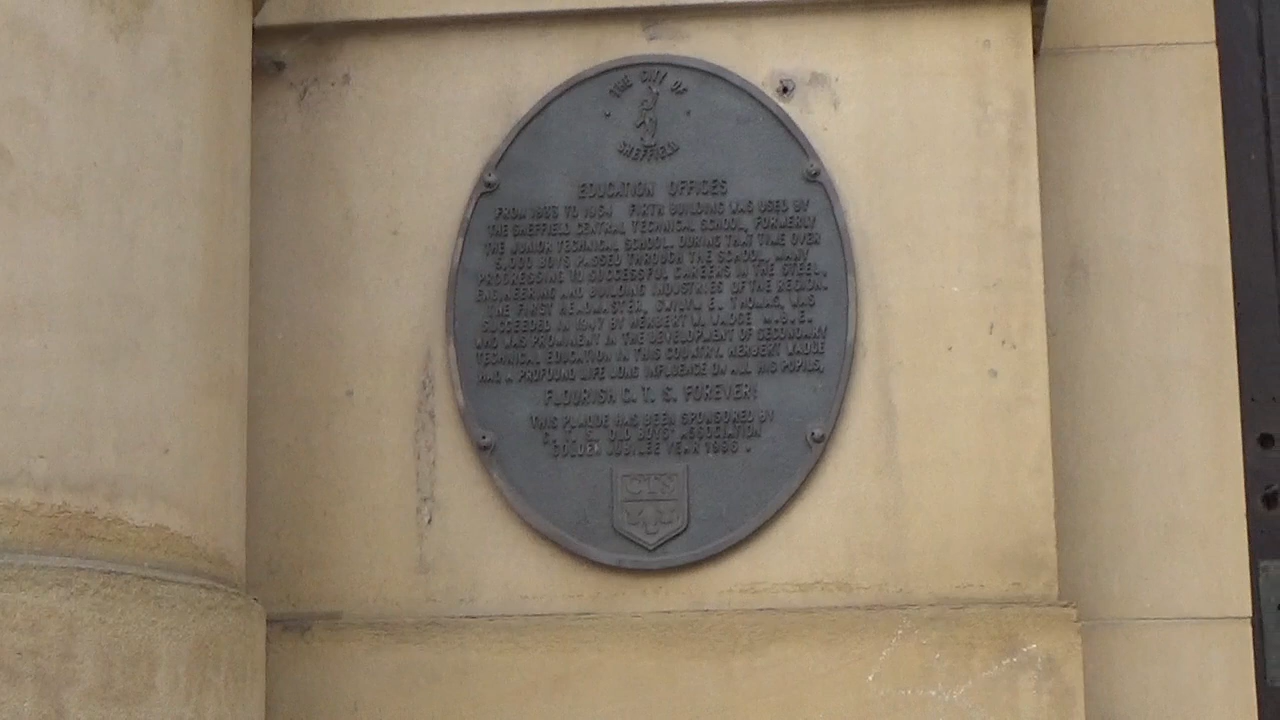 THE CITY OF
SHEFFIELD
EDUCATION OFFICES
FROM 1933 TO 1964 FIRTH BUILDING WAS USED BY
THE SHEFFIELD CENTRAL TECHNICAL SCHOOL, FORMERLY
THE JUNIOR TECHNICAL SCHOOL. DURING THAT TIME OVER
5,000 BOYS PASSED THROUGH THE SCHOOL, MANY
PROGRESSING TO SUCCESSFUL CAREERS IN THE STEEL,
ENGINEERING AND BUILDING INDUSTRIES OF THE REGION.
THE FIRST HEADMASTER, GWILYM E. THOMAS, WAS
SUCCEEDED IN 1947 BY HERBERT W. WADGE M.B.E.
WHO WAS PROMINENT IN THE DEVELOPMENT OF SECONDARY
TECHNICAL EDUCATION IN THIS COUNTRY. HERBERT WADGE
HAD A PROFOUND LIFE LONG INFLUENCE ON ALL HIS PUPILS.
FLOURISH C. T. S. FOREVER!
THIS PLAQUE HAS BEEN SPONSORED BY
C. T. S. OLD BOYS' ASSOCIATION
GOLDEN JUBILEE YEAR
CTS